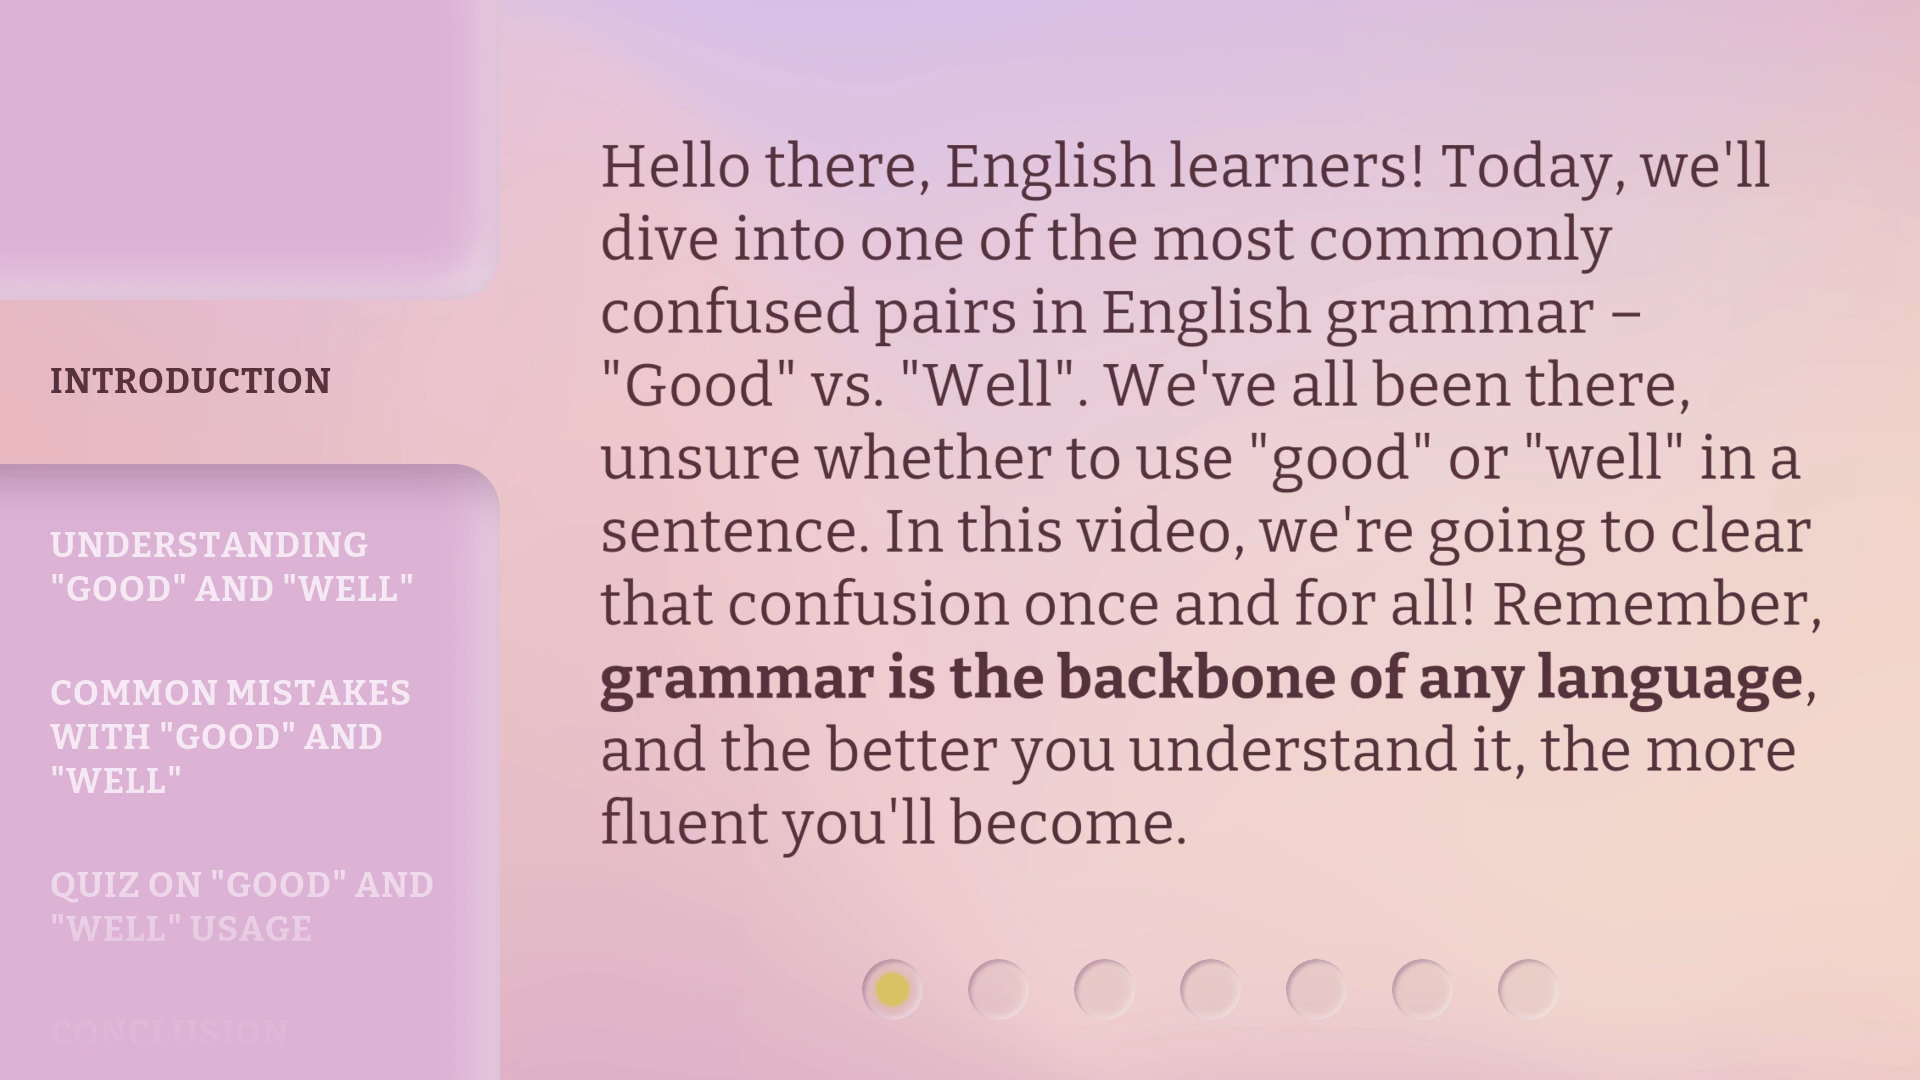 INTRODUCTION
UNDERSTANDING
"GOOD" AND "WELL"
COMMON MISTAKES
WITH "GOOD" AND
"WELL"
QUIZ ON "GOOD" AND
"WELL" USAGE
CONCLUSION
Hello there, English learners! Today, we'll
dive into one of the most commonly
confused pairs in English grammar –
"Good" vs. "Well". We've all been there,
unsure whether to use "good" or "well" in a
sentence. In this video, we're going to clear
that confusion once and for all! Remember,
grammar is the backbone of any language,
and the better you understand it, the more
fluent you'll become.